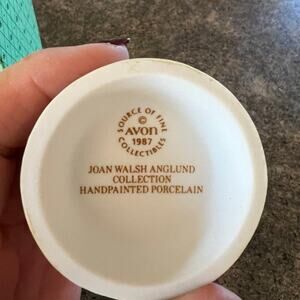 SOURCE OF FINE
©
AVON
1987
COLLECTIBLES
JOAN WALSH ANGLUND
COLLECTION
HANDPAINTED PORCELAIN